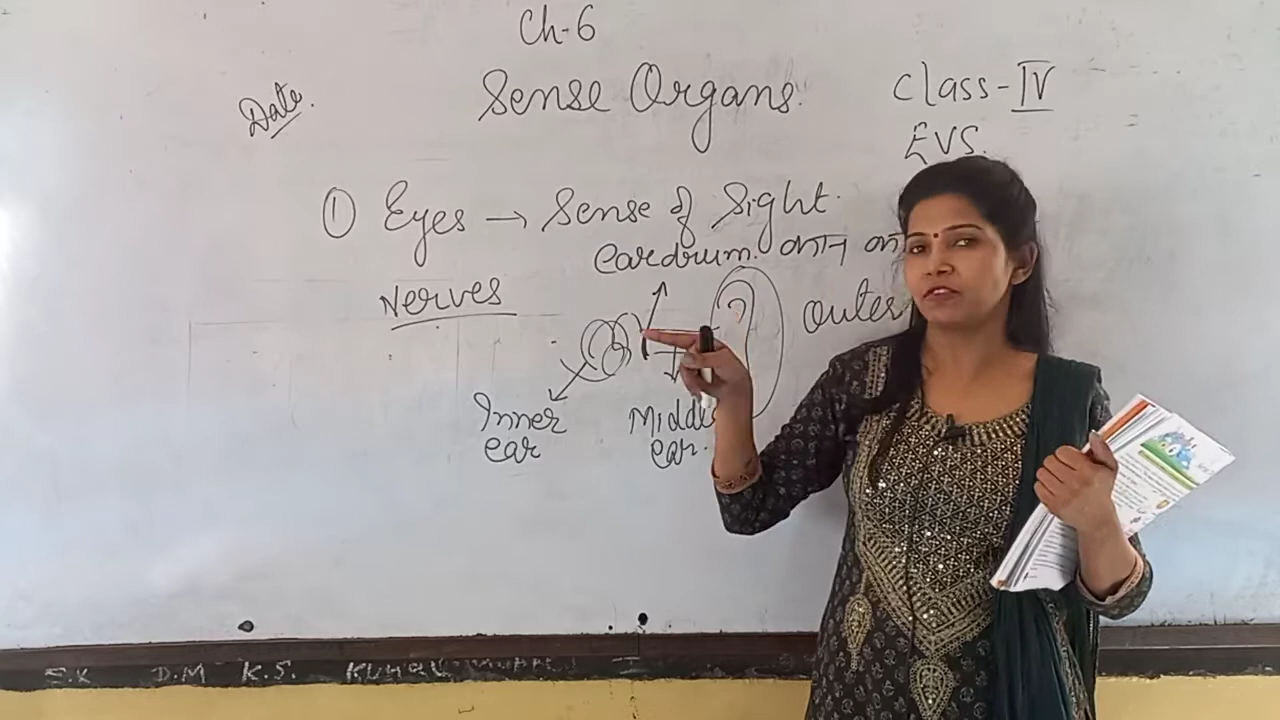 Ch-6
Sense Organs.
Date.
Class-IV
EVS.
① Eyes → Sense of Sight.
eardrum. कान
Nerves
outer
Inner
ear
Middle
ear.
E.K D.M K.S.